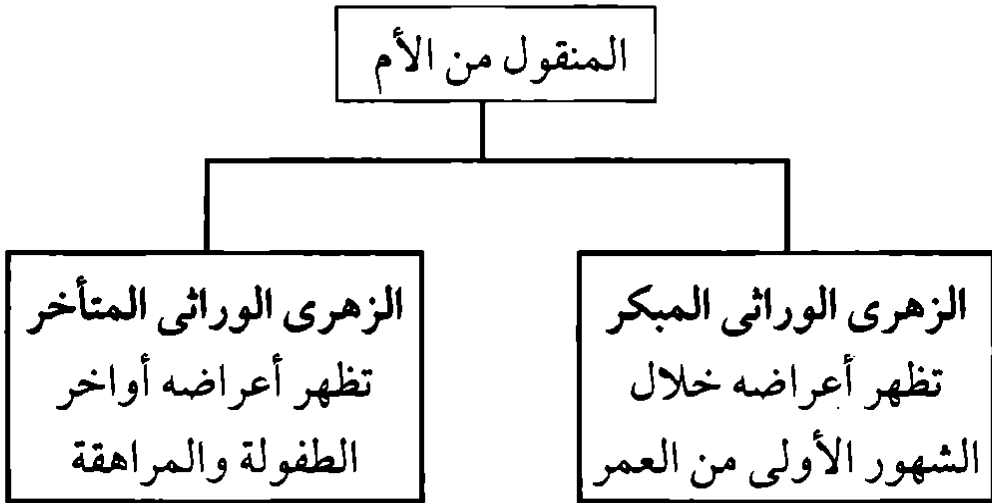 المنقول من الأم
الزهرى الوراثى المبكر
تظهر أعراضه خلال
الشهور الأولى من العمر
الزهرى الوراثى المتأخر
تظهر أعراضه أواخر
الطفولة والمراهقة